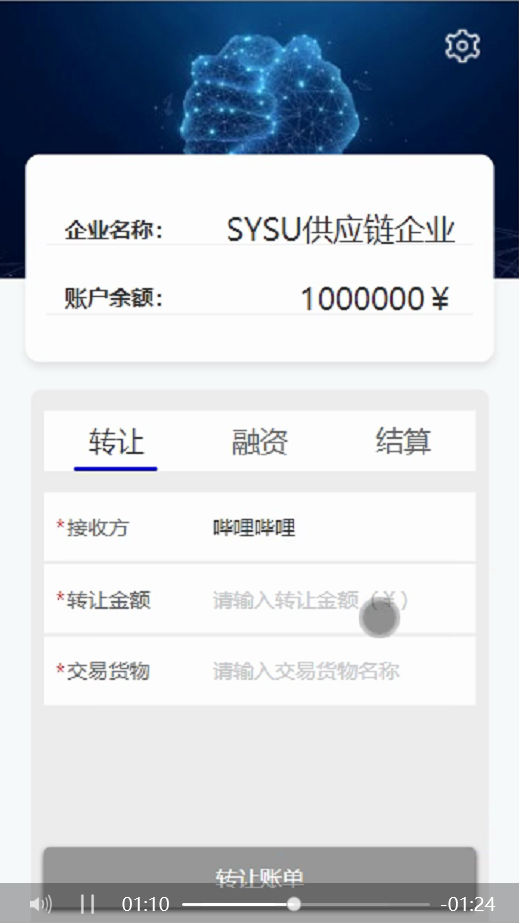 企业名称：
SYSU供应链企业
账户余额：
1000000¥
转让 融资 结算
*接收方 哔哩哔哩
*转让金额 请输入转让金额（¥）
*交易货物 请输入交易货物名称
转让账单
01:10 -01:24